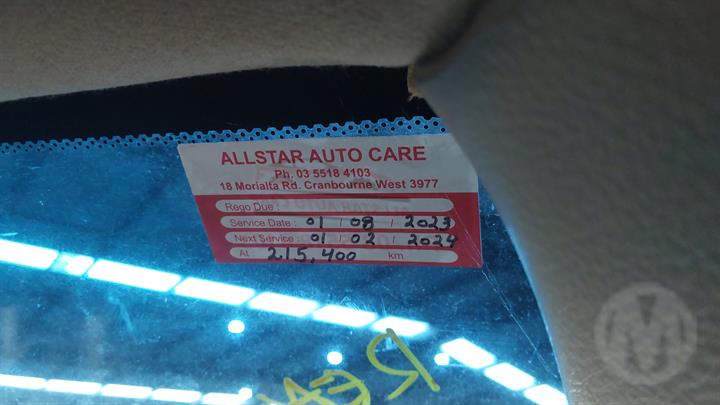 ALLSTAR AUTO CARE
Ph. 03 5518 4103
18 Morialta Rd. Cranbourne West 3977
Rego Due :
Service Date : 01 / 08 / 2023
Next Service : 01 / 02 / 2024
At : 215,400 km